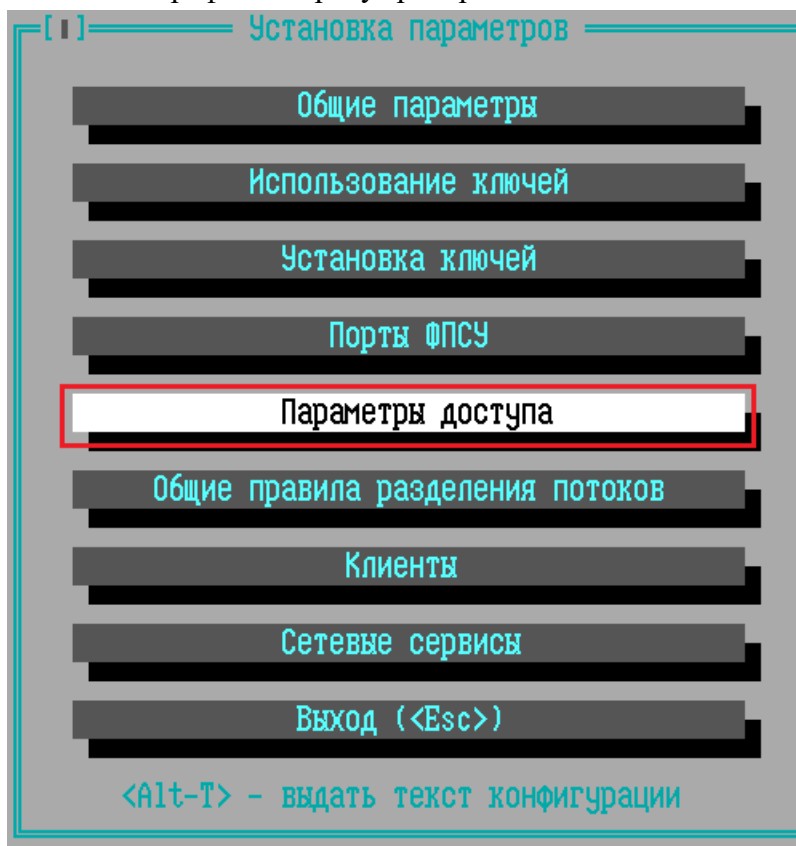 [▮] Установка параметров
Общие параметры
Использование ключей
Установка ключей
Порты ФПСУ
Параметры доступа
Общие правила разделения потоков
Клиенты
Сетевые сервисы
Выход (<Esc>)
<Alt-T> - выдать текст конфигурации